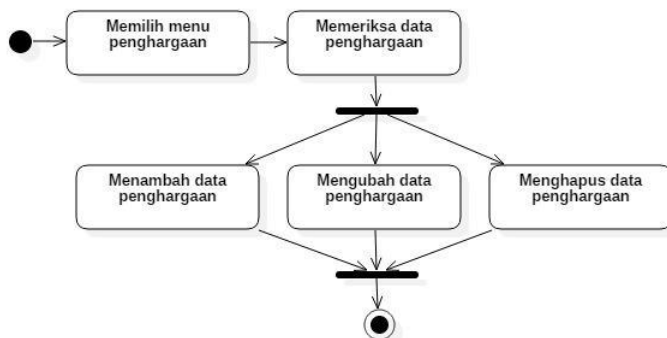 Memilih menu
penghargaan
Memeriksa data
penghargaan
Menambah data
penghargaan
Mengubah data
penghargaan
Menghapus data
penghargaan